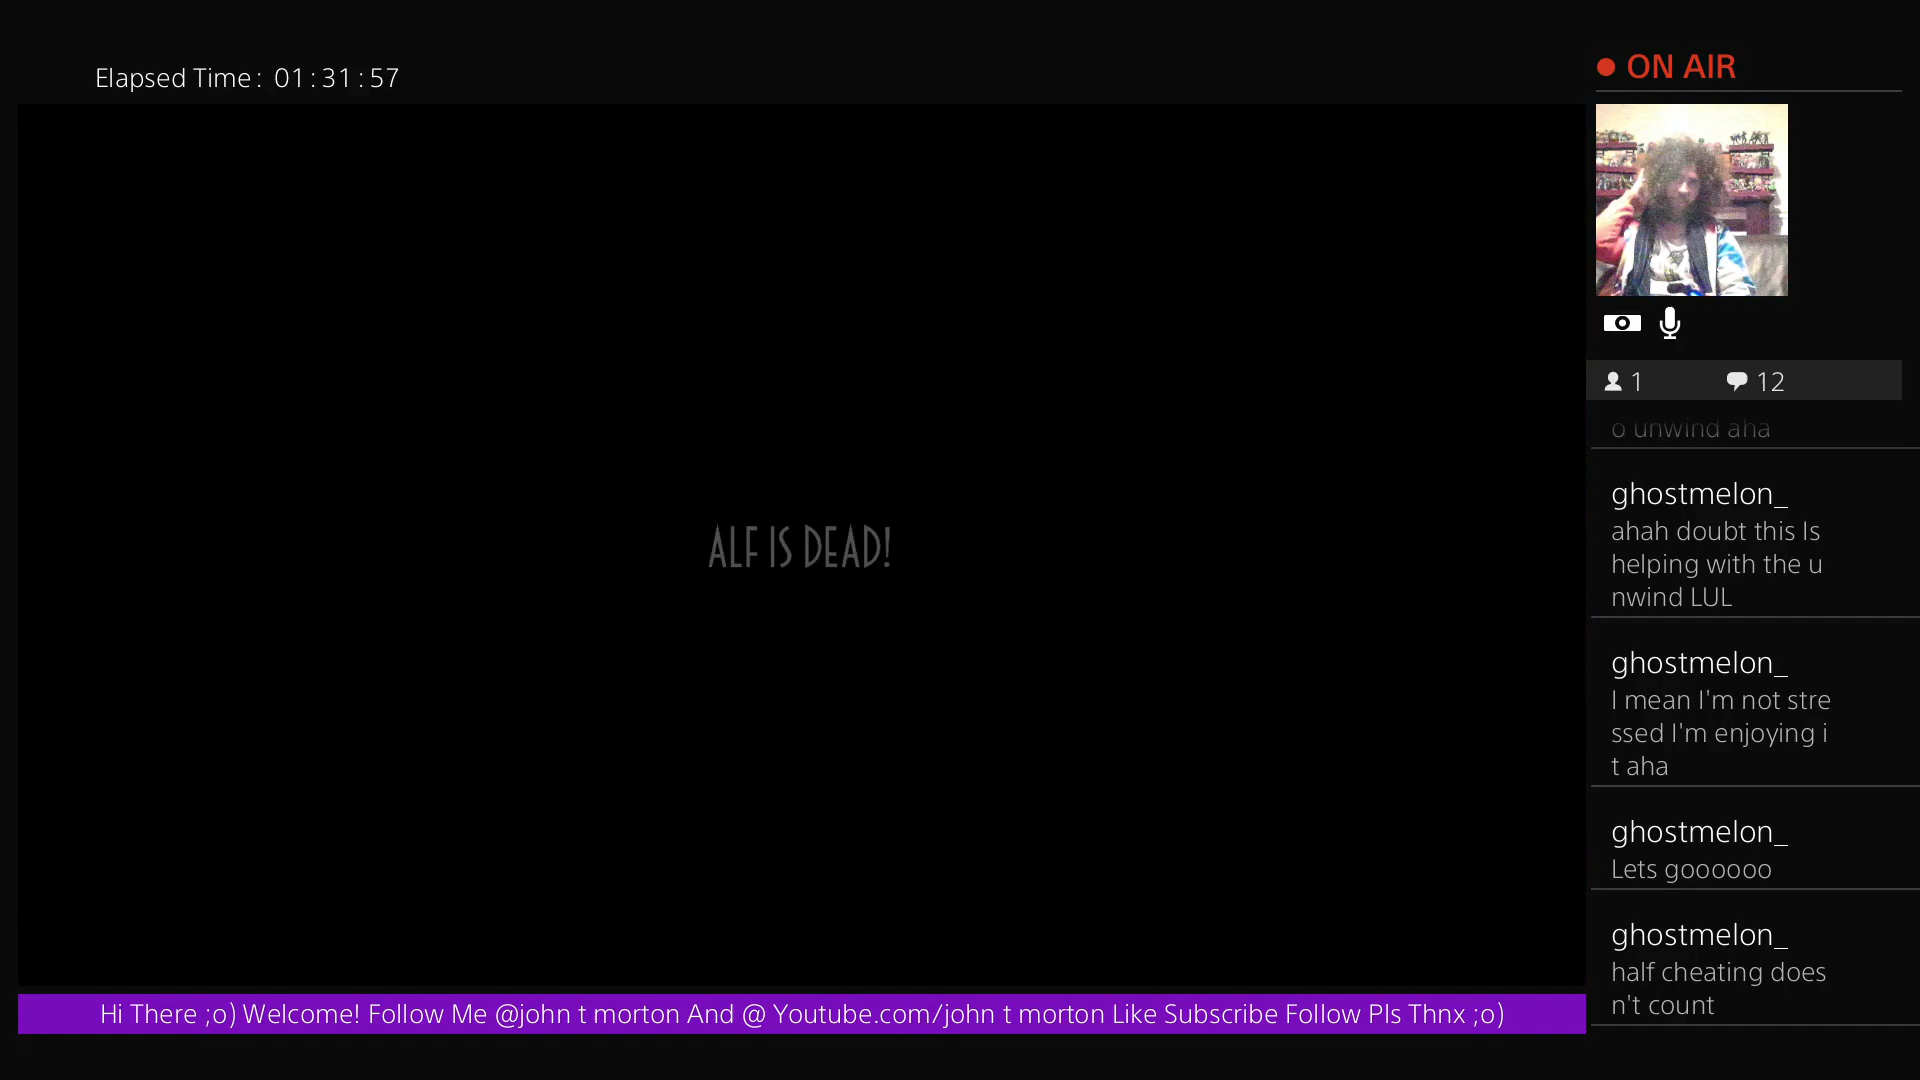 Elapsed Time: 01:31:57
ON AIR
1
12
o unwind aha
ghostmelon_
ahah doubt this Is
helping with the u
nwind LUL
ghostmelon_
I mean I'm not stre
ssed I'm enjoying i
t aha
ghostmelon_
Lets goooooo
ghostmelon_
half cheating does
n't count
ALF IS DEAD!
Hi There ;o) Welcome! Follow Me @john t morton And @ Youtube.com/john t morton Like Subscribe Follow Pls Thnx ;o)